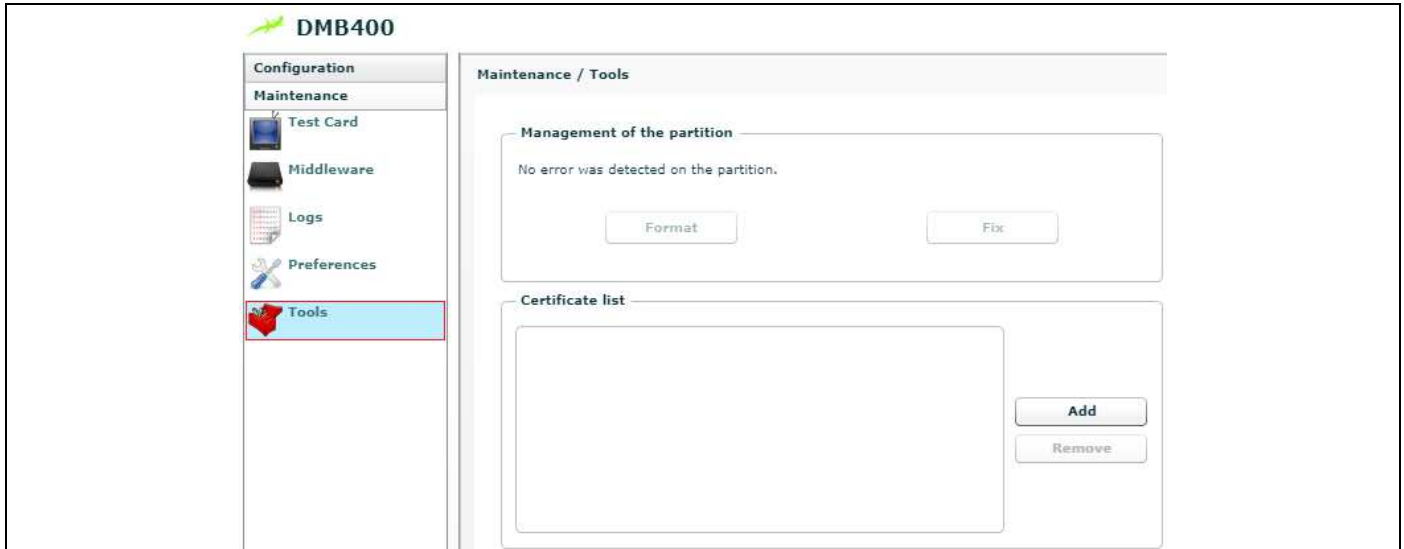 DMB400
Configuration
Maintenance
Test Card
Middleware
Logs
Preferences
Tools
Maintenance / Tools
Management of the partition
No error was detected on the partition.
Format
Fix
Certificate list
Add
Remove